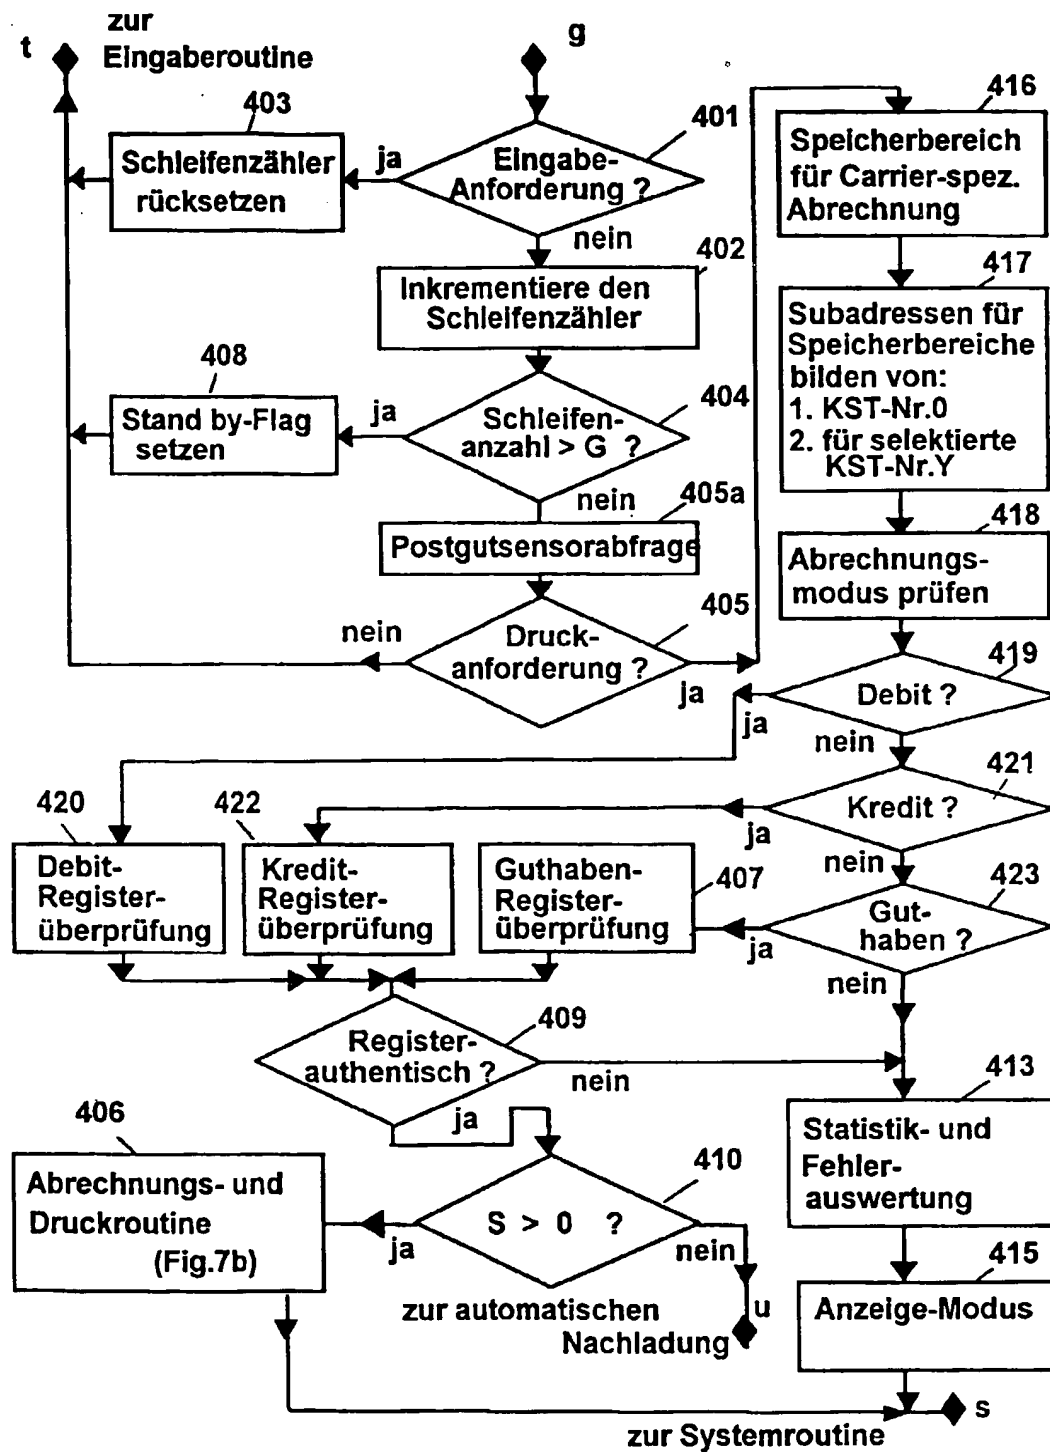 zur
t
Eingaberoutine
g
403
401
416
Schleifenzähler
rücksetzen
ja
Eingabe-
Anforderung ?
nein
Speicherbereich
für Carrier-spez.
Abrechnung
402
Inkrementiere den
Schleifenzähler
417
Subadressen für
Speicherbereiche
bilden von:
1. KST-Nr.0
2. für selektierte
KST-Nr.Y
408
Stand by-Flag
setzen
ja
404
Schleifen-
anzahl > G ?
nein
405a
Postgutsensorabfrage
418
Abrechnungs-
modus prüfen
405
nein
Druck-
anforderung ?
ja
419
Debit ?
ja
nein
421
Kredit ?
ja
nein
420
Debit-
Register-
überprüfung
422
Kredit-
Register-
überprüfung
Guthaben-
Register-
überprüfung
407
423
Gut-
haben ?
ja
nein
409
Register-
authentisch ?
nein
ja
413
Statistik- und
Fehler-
auswertung
406
Abrechnungs- und
Druckroutine
(Fig.7b)
410
S > 0 ?
ja
nein
415
Anzeige-Modus
zur automatischen
Nachladung
u
s
zur Systemroutine